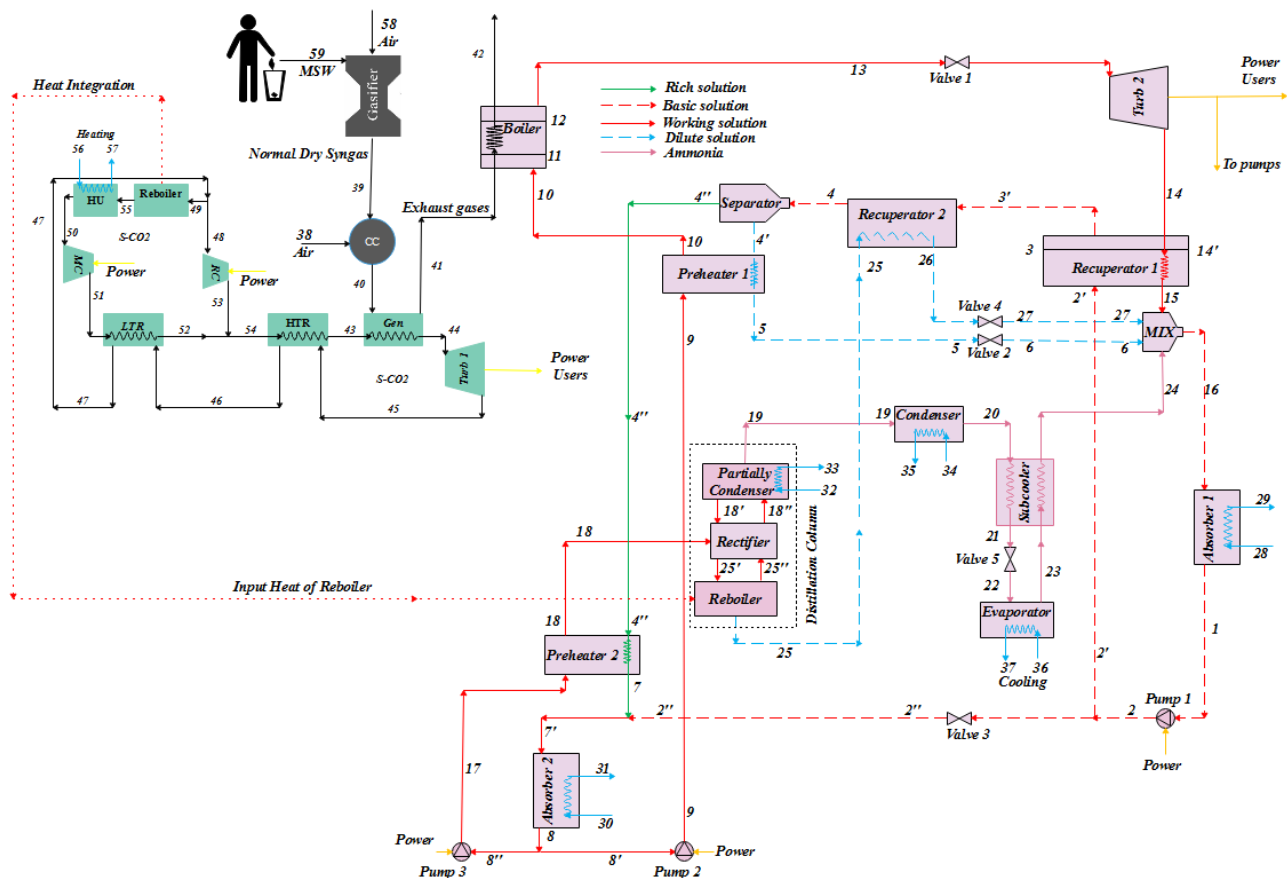 58
Air
59
MSW
Gasifier
42
13
Valve 1
Turb 2
Power
Users
To pumps
Heat Integration
Heating
56
57
HU
Reboiler
55
49
47
50
S-CO2
48
MC
Power
RC
Power
51
53
LTR
52
54
HTR
43
Gen
44
Turb 1
Power
Users
S-CO2
47
46
45
Normal Dry Syngas
39
38
Air
CC
40
41
Exhaust gases
Boiler
12
11
10
Rich solution
Basic solution
Working solution
Dilute solution
Ammonia
4''
Separator
4
Recuperator 2
3'
14
4'
25
26
3
Recuperator 1
14'
10
Preheater 1
2'
15
MIX
Valve 4
27
27
5
5
Valve 2
6
6
9
16
24
4''
19
19
Condenser
20
35
34
Partially
Condenser
33
32
18'
18''
Rectifier
25'
25''
Reboiler
Distillation Column
Subcooler
21
Valve 5
22
23
Evaporator
37
36
Cooling
Absorber 1
29
28
1
18
Input Heat of Reboiler
25
18
4''
Preheater 2
7
2'
2''
2''
Valve 3
2
Pump 1
Power
7'
17
Absorber 2
31
30
9
8
Power
Pump 3
8''
8'
Pump 2
Power